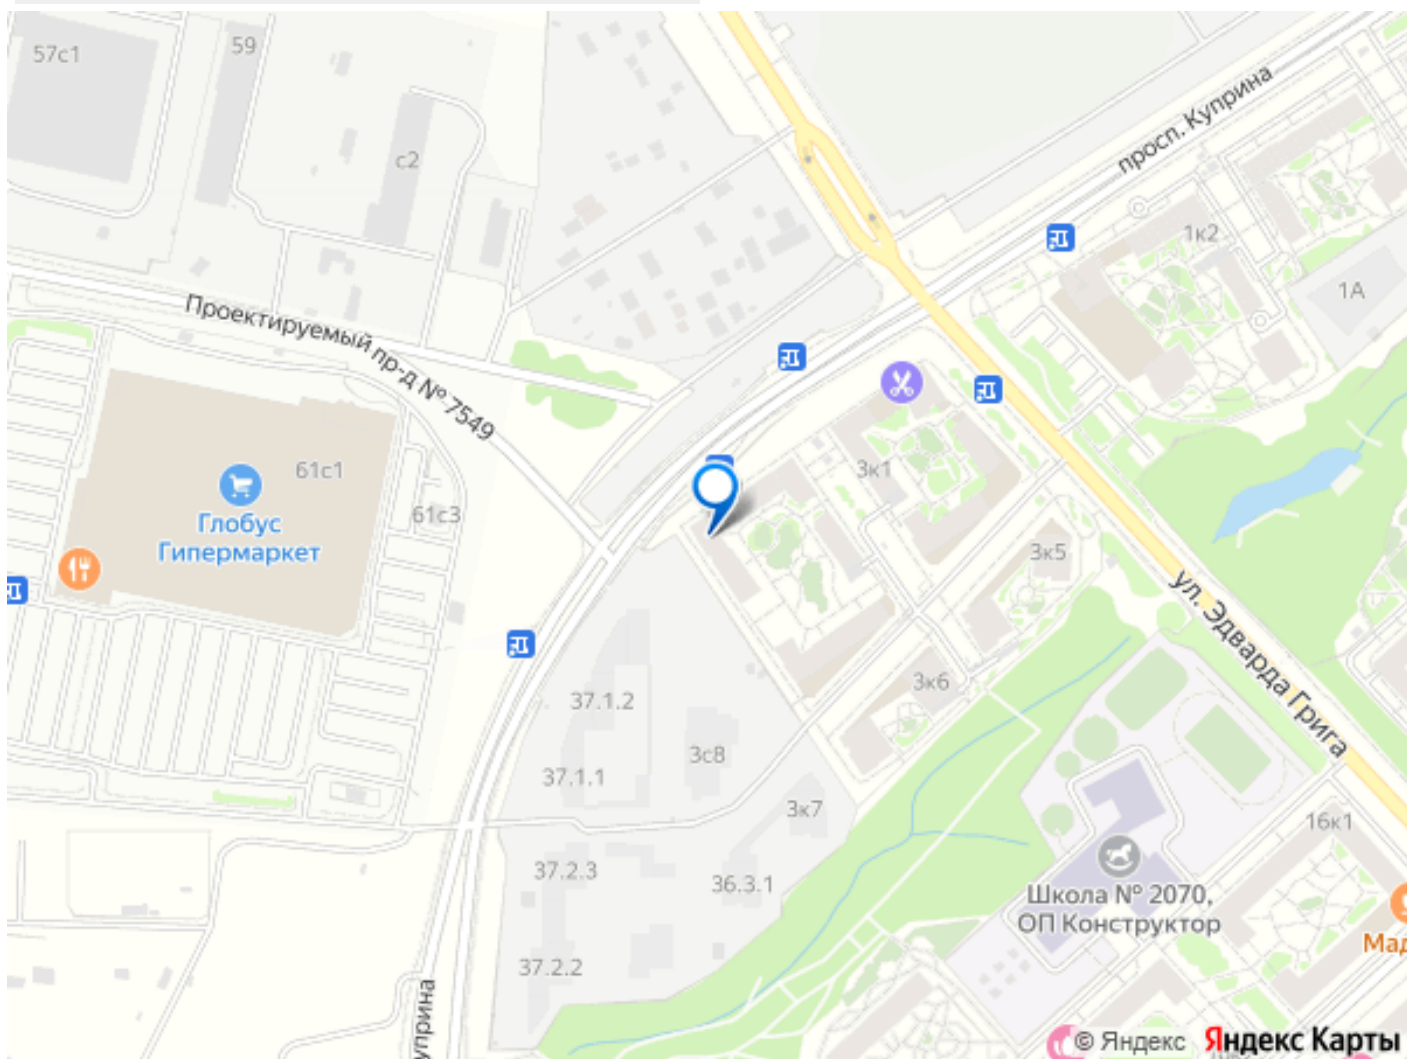 57с1
59
с2
просп. Куприна
1к2
1А
Проектируемый пр-д № 7549
61с1
Глобус
Гипермаркет
61с3
3к1
3к5
ул. Эдварда Грига
3к6
37.1.2
3с8
37.1.1
3к7
16к1
37.2.3
36.3.1
Школа № 2070,
ОП Конструктор
Мад
37.2.2
уприна
© Яндекс Яндекс Карты